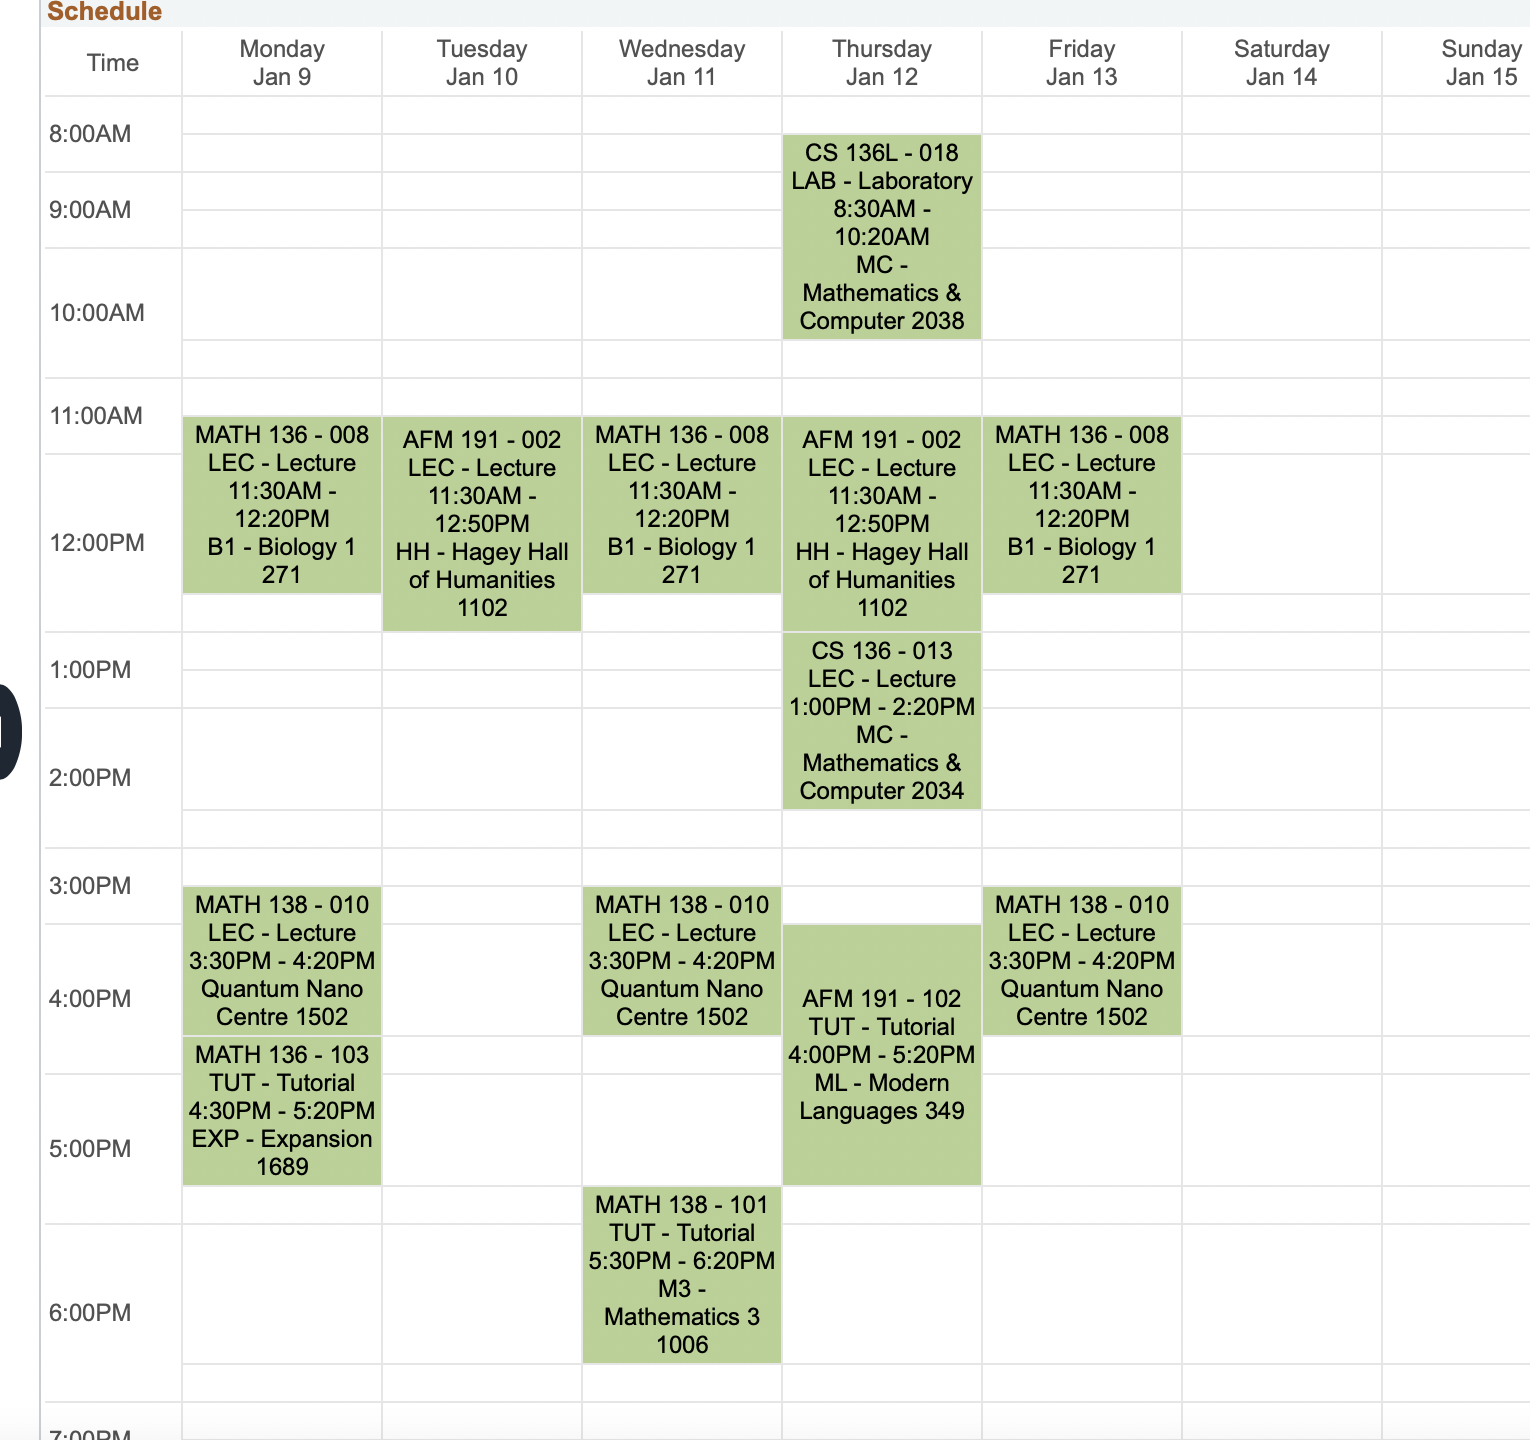 Schedule
Time
Monday
Jan 9
Tuesday
Jan 10
Wednesday
Jan 11
Thursday
Jan 12
Friday
Jan 13
Saturday
Jan 14
Sunday
Jan 15
8:00AM
CS 136L - 018
LAB - Laboratory
8:30AM -
10:20AM
MC -
Mathematics &
Computer 2038
9:00AM
10:00AM
11:00AM
MATH 136 - 008
LEC - Lecture
11:30AM -
12:20PM
B1 - Biology 1
271
AFM 191 - 002
LEC - Lecture
11:30AM -
12:50PM
HH - Hagey Hall
of Humanities
1102
MATH 136 - 008
LEC - Lecture
11:30AM -
12:20PM
B1 - Biology 1
271
AFM 191 - 002
LEC - Lecture
11:30AM -
12:50PM
HH - Hagey Hall
of Humanities
1102
MATH 136 - 008
LEC - Lecture
11:30AM -
12:20PM
B1 - Biology 1
271
12:00PM
1:00PM
CS 136 - 013
LEC - Lecture
1:00PM - 2:20PM
MC -
Mathematics &
Computer 2034
2:00PM
3:00PM
MATH 138 - 010
LEC - Lecture
3:30PM - 4:20PM
Quantum Nano
Centre 1502
MATH 138 - 010
LEC - Lecture
3:30PM - 4:20PM
Quantum Nano
Centre 1502
MATH 138 - 010
LEC - Lecture
3:30PM - 4:20PM
Quantum Nano
Centre 1502
4:00PM
AFM 191 - 102
TUT - Tutorial
4:00PM - 5:20PM
ML - Modern
Languages 349
MATH 136 - 103
TUT - Tutorial
4:30PM - 5:20PM
EXP - Expansion
1689
5:00PM
MATH 138 - 101
TUT - Tutorial
5:30PM - 6:20PM
M3 -
Mathematics 3
1006
6:00PM
7:00PM